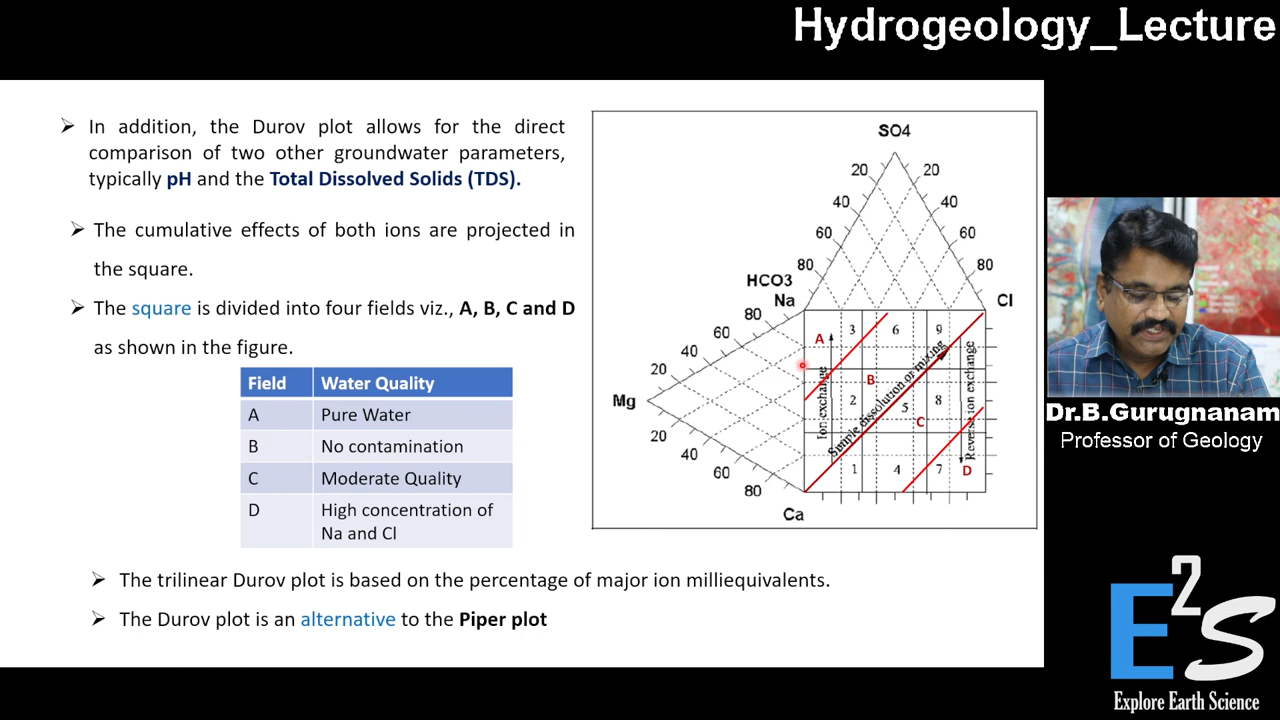 Hydrogeology_Lecture
➢ In addition, the Durov plot allows for the direct
comparison of two other groundwater parameters,
typically pH and the Total Dissolved Solids (TDS).
➢ The cumulative effects of both ions are projected in
the square.
➢ The square is divided into four fields viz., A, B, C and D
as shown in the figure.
Field Water Quality
A Pure Water
B No contamination
C Moderate Quality
D High concentration of
Na and Cl
➢ The trilinear Durov plot is based on the percentage of major ion milliequivalents.
➢ The Durov plot is an alternative to the Piper plot
SO4
20 20
40 40
60 60
80 80
HCO3
Na Cl
80
60
40
20
Mg
20
40
60
80
Ca
A 3 6 9
B
2 5 8
C
1 4 7 D
Ion exchange
Simple dissolution or mixing
Reverse ion exchange
Dr.B.Gurugnanam
Professor of Geology
E2S
Explore Earth Science